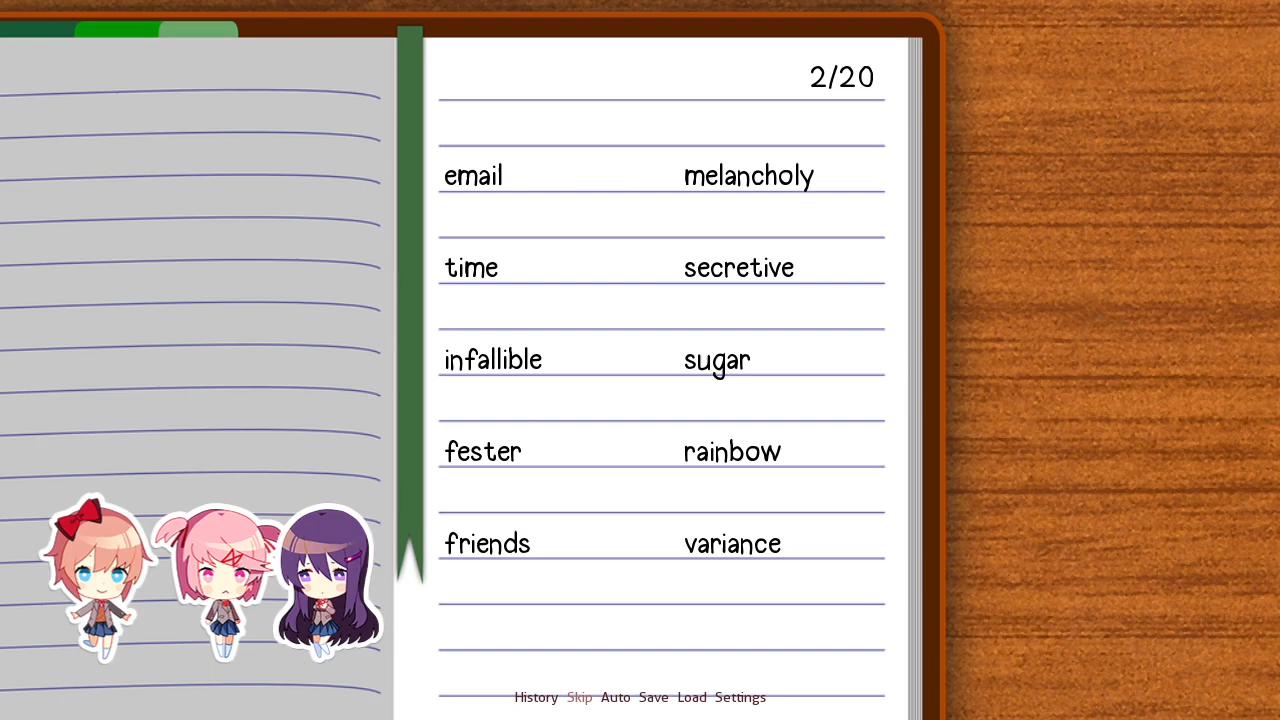 2/20
email melancholy
time secretive
infallible sugar
fester rainbow
friends variance
History Skip Auto Save Load Settings